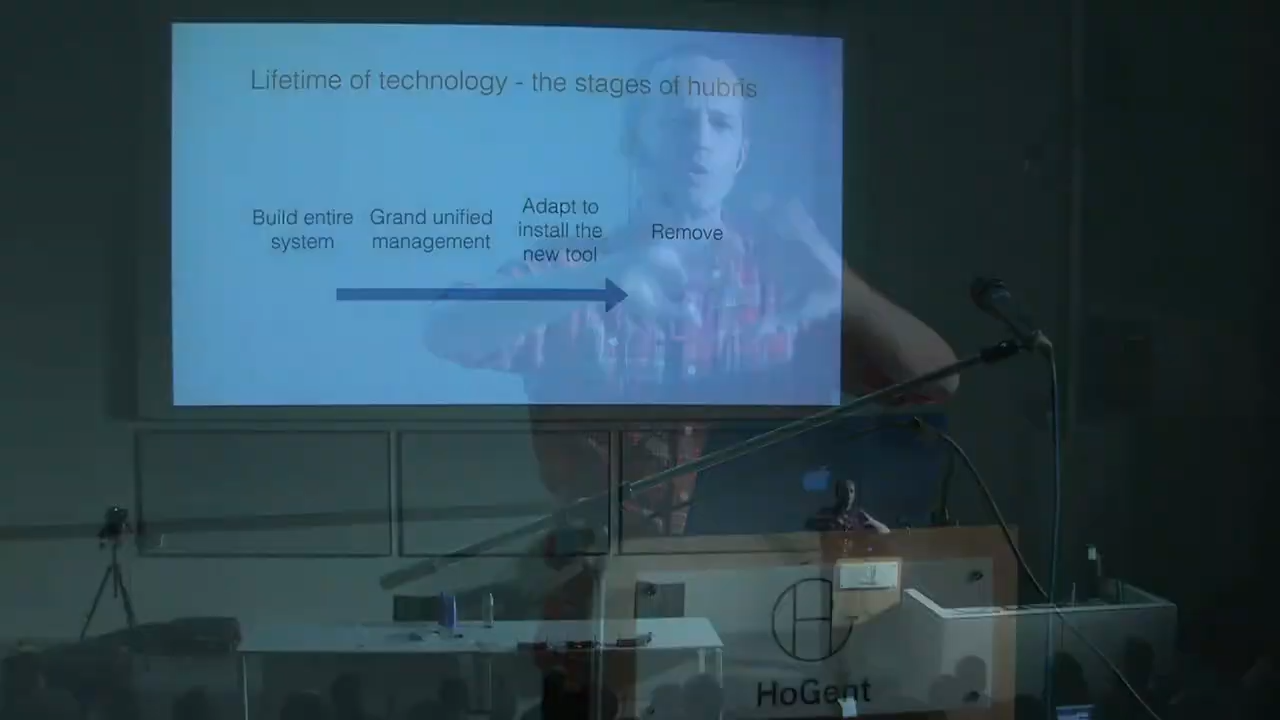 Lifetime of technology - the stages of hubris
Build entire
system
Grand unified
management
Adapt to
install the
new tool
Remove
HoGent